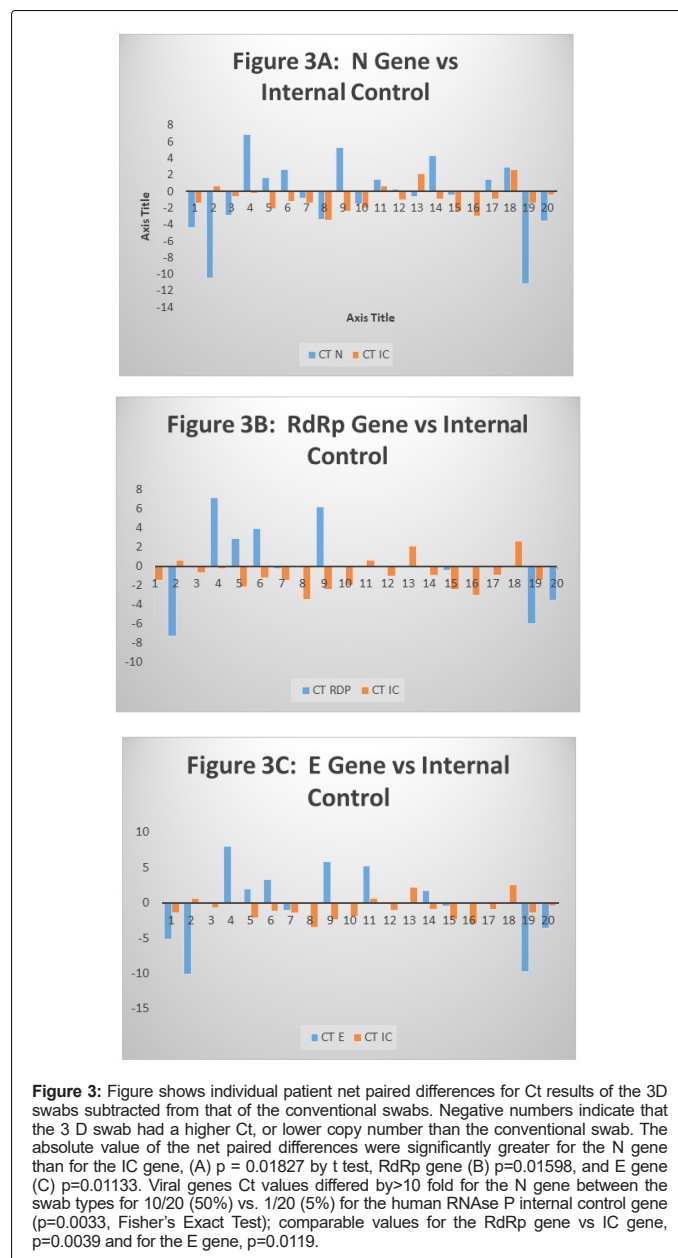 Figure 3A: N Gene vs
Internal Control
8
6
4
2
0
-2
-4
-6
-8
-10
-12
-14
Axis Title
1 2 3 4 5 6 7 8 9 10 11 12 13 14 15 16 17 18 19 20
Axis Title
CT N CT IC
Figure 3B: RdRp Gene vs Internal
Control
8
6
4
2
0
-2
-4
-6
-8
-10
1 2 3 4 5 6 7 8 9 10 11 12 13 14 15 16 17 18 19 20
CT RDP CT IC
Figure 3C: E Gene vs Internal
Control
10
5
0
-5
-10
-15
1 2 3 4 5 6 7 8 9 10 11 12 13 14 15 16 17 18 19 20
CT E CT IC
Figure 3: Figure shows individual patient net paired differences for Ct results of the 3D
swabs subtracted from that of the conventional swabs. Negative numbers indicate that
the 3 D swab had a higher Ct, or lower copy number than the conventional swab. The
absolute value of the net paired differences were significantly greater for the N gene
than for the IC gene, (A) p = 0.01827 by t test, RdRp gene (B) p=0.01598, and E gene
(C) p=0.01133. Viral genes Ct values differed by>10 fold for the N gene between the
swab types for 10/20 (50%) vs. 1/20 (5%) for the human RNAse P internal control gene
(p=0.0033, Fisher's Exact Test); comparable values for the RdRp gene vs IC gene,
p=0.0039 and for the E gene, p=0.0119.